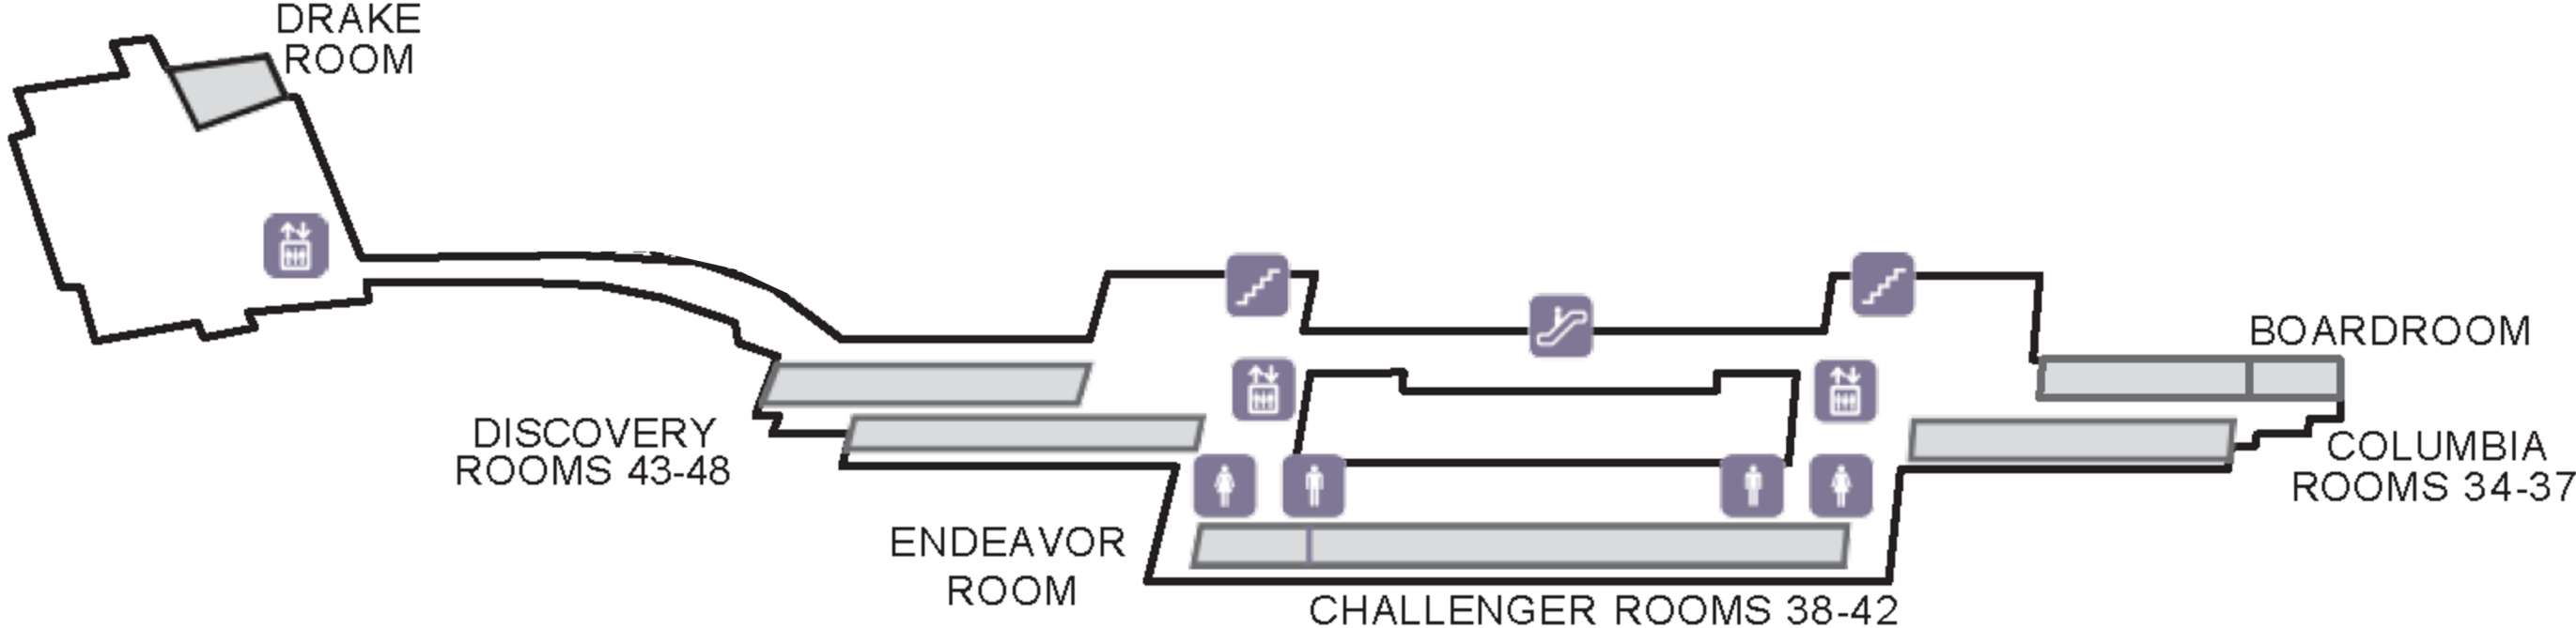 DRAKE
ROOM
BOARDROOM
DISCOVERY
ROOMS 43-48
COLUMBIA
ROOMS 34-37
ENDEAVOR
ROOM
CHALLENGER ROOMS 38-42